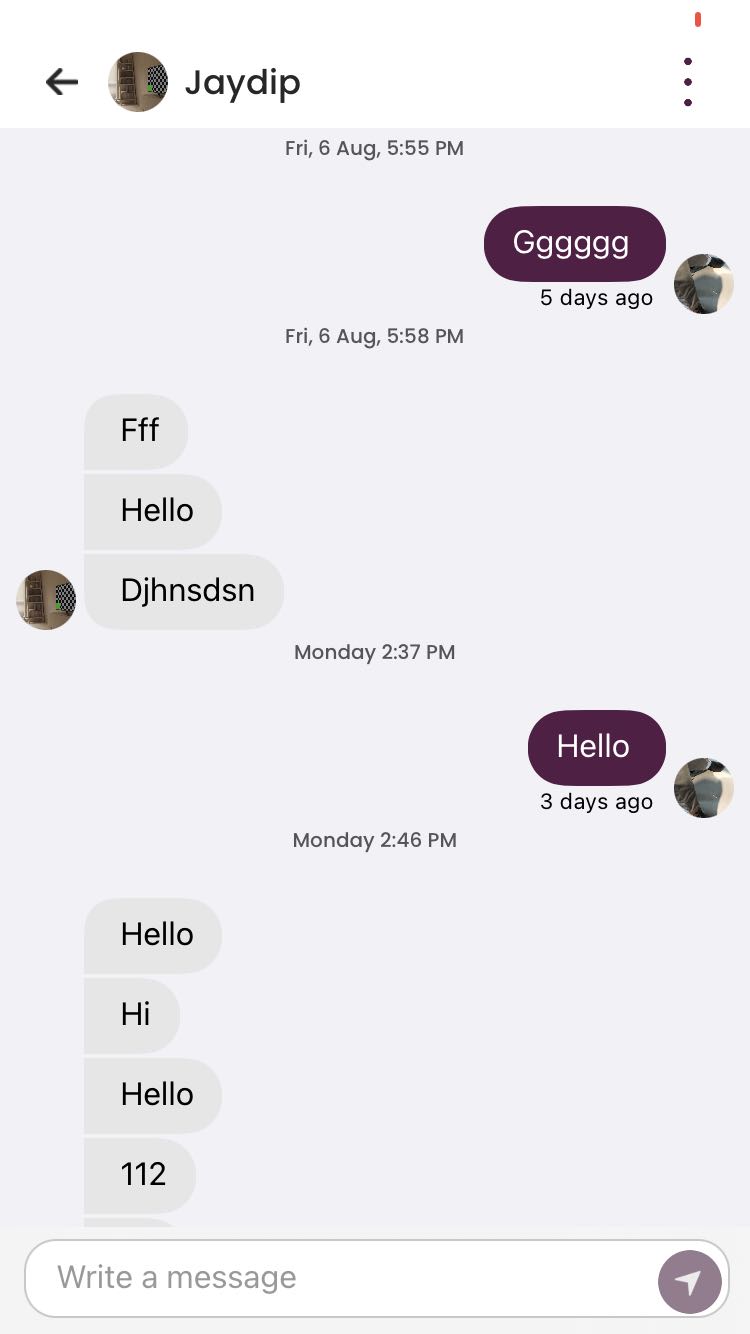 Jaydip
Fri, 6 Aug, 5:55 PM
Gggggg
5 days ago
Fri, 6 Aug, 5:58 PM
Fff
Hello
Djhnsdsn
Monday 2:37 PM
Hello
3 days ago
Monday 2:46 PM
Hello
Hi
Hello
112
Write a message